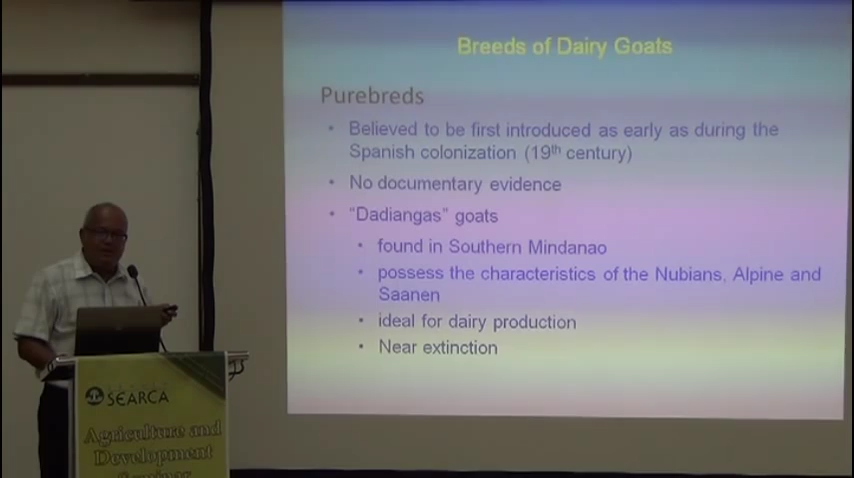 Breeds of Dairy Goats
Purebreds
• Believed to be first introduced as early as during the
Spanish colonization (19th century)
• No documentary evidence
• "Dadiangas" goats
• found in Southern Mindanao
• possess the characteristics of the Nubians, Alpine and
Saanen
• ideal for dairy production
• Near extinction
SEARCA
Agriculture and
Development
Seminar